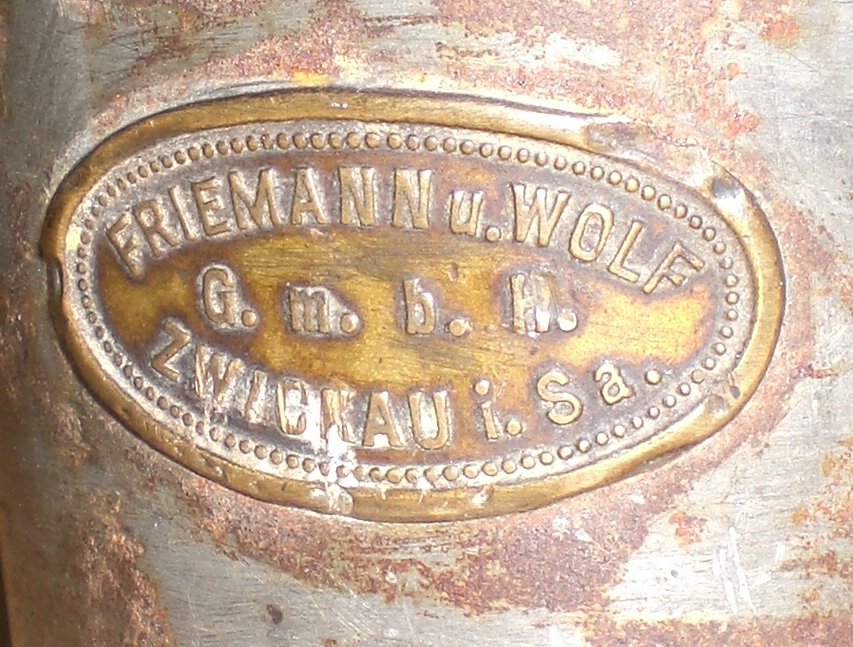 FRIEMANN u. WOLF
G. m. b. H.
ZWICKAU i. Sa.